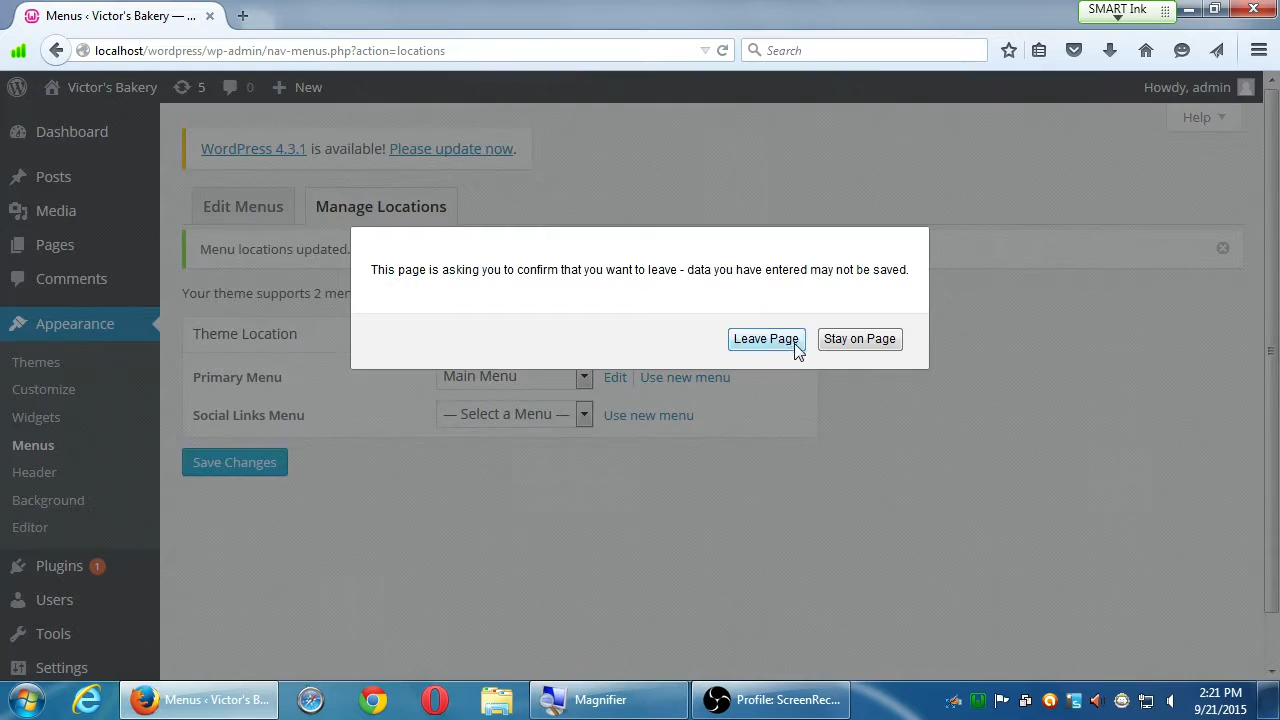 Menus ‹ Victor's Bakery — ...
SMART Ink
localhost/wordpress/wp-admin/nav-menus.php?action=locations
Search
Victor's Bakery
5
0
New
Howdy, admin
Dashboard
Posts
Media
Pages
Comments
Appearance
Themes
Customize
Widgets
Menus
Header
Background
Editor
Plugins 1
Users
Tools
Settings
Help
WordPress 4.3.1 is available! Please update now.
Edit Menus
Manage Locations
Menu locations updated.
Your theme supports 2 men
Theme Location
Primary Menu
Main Menu
Edit
Use new menu
Social Links Menu
— Select a Menu —
Use new menu
Save Changes
This page is asking you to confirm that you want to leave - data you have entered may not be saved.
Leave Page
Stay on Page
Menus ‹ Victor's B...
Magnifier
Profile: ScreenRec...
2:21 PM
9/21/2015